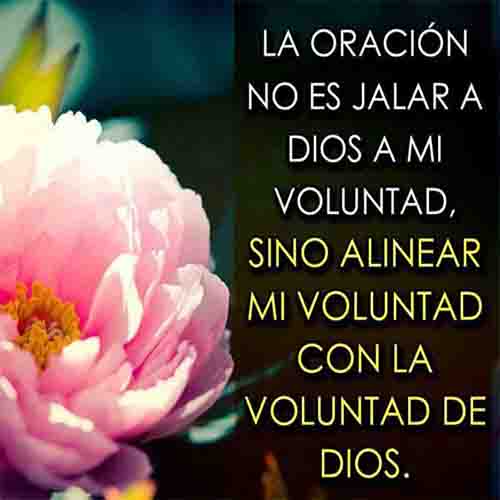 LA ORACIÓN
NO ES JALAR A
DIOS A MI
VOLUNTAD,
SINO ALINEAR
MI VOLUNTAD
CON LA
VOLUNTAD DE
DIOS.